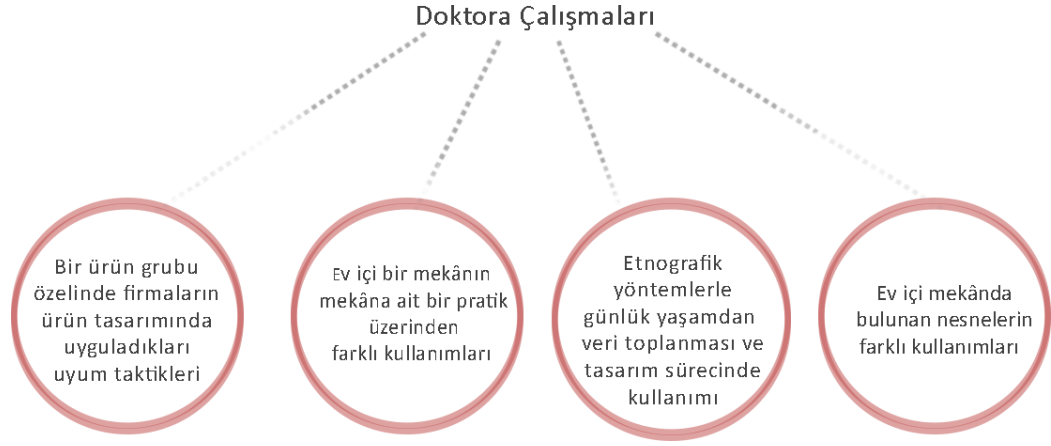 Doktora Çalışmaları
Bir ürün grubu
özelinde firmaların
ürün tasarımında
uyguladıkları
uyum taktikleri
Ev içi bir mekânın
mekâna ait bir pratik
üzerinden
farklı kullanımları
Etnografik
yöntemlerle
günlük yaşamdan
veri toplanması ve
tasarım sürecinde
kullanımı
Ev içi mekânda
bulunan nesnelerin
farklı kullanımları